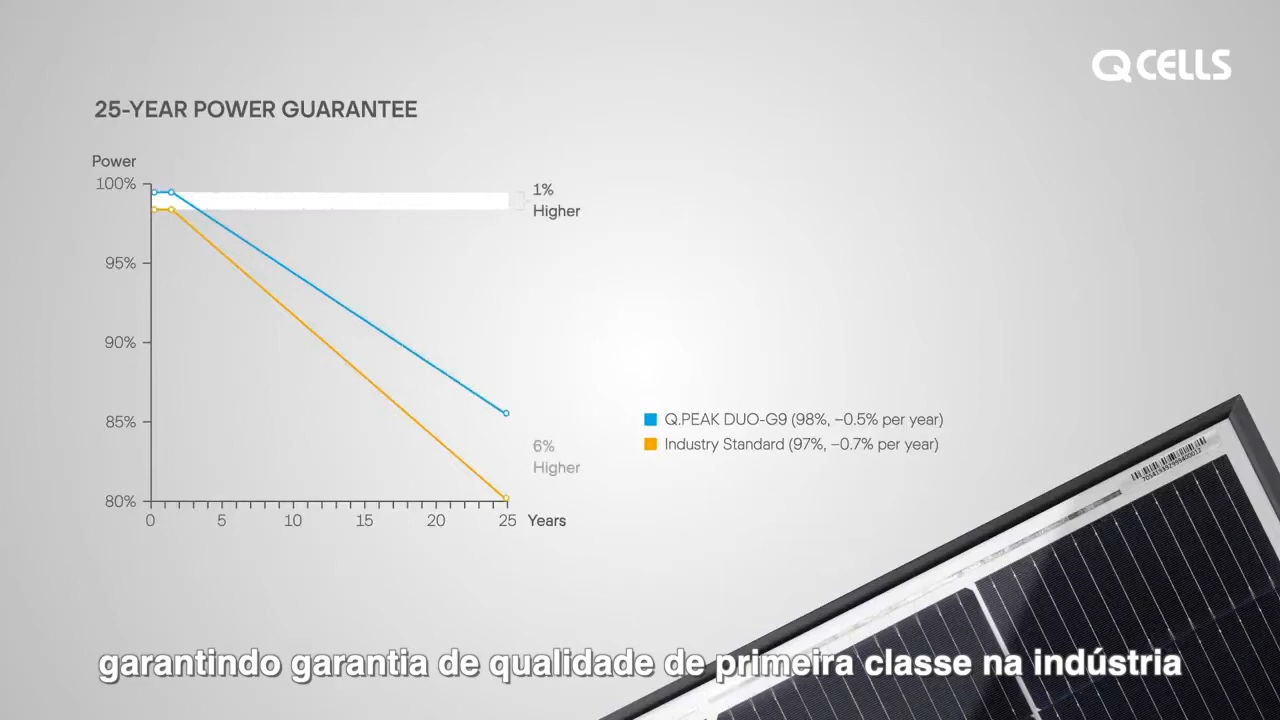 QCELLS
25-YEAR POWER GUARANTEE
Power
100%
95%
90%
85%
80%
0 5 10 15 20 25 Years
1%
Higher
6%
Higher
Q.PEAK DUO-G9 (98%, –0.5% per year)
Industry Standard (97%, –0.7% per year)
garantindo garantia de qualidade de primeira classe na indústria